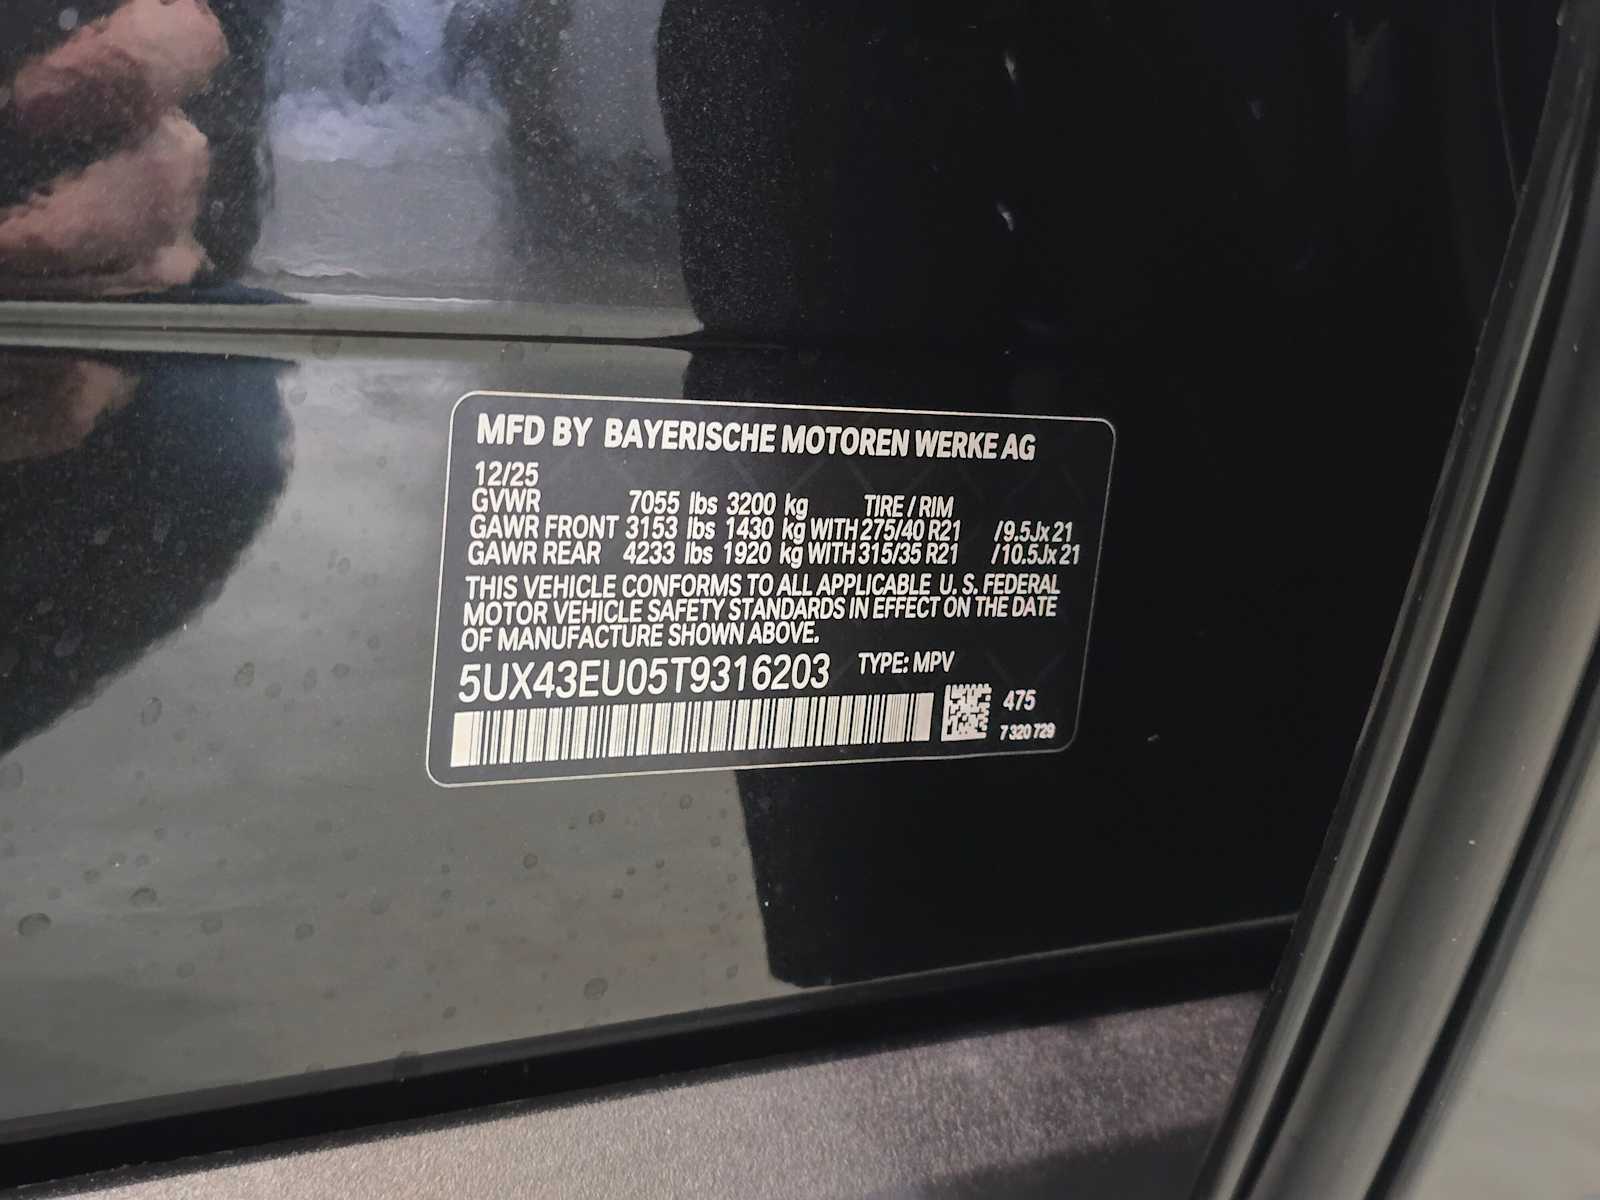 MFD BY BAYERISCHE MOTOREN WERKE AG
12/25
GVWR 7055 lbs 3200 kg TIRE / RIM
GAWR FRONT 3153 lbs 1430 kg WITH 275/40 R21 /9.5Jx21
GAWR REAR 4233 lbs 1920 kg WITH 315/35 R21 /10.5Jx21
THIS VEHICLE CONFORMS TO ALL APPLICABLE U.S. FEDERAL
MOTOR VEHICLE SAFETY STANDARDS IN EFFECT ON THE DATE
OF MANUFACTURE SHOWN ABOVE.
5UX43EU05T9316203 TYPE: MPV
475
7 320 729